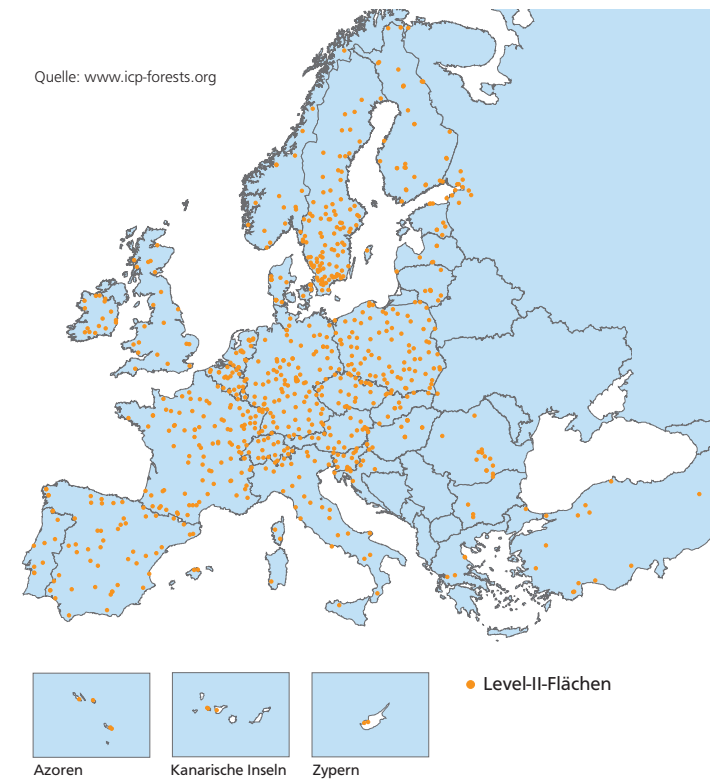 Quelle: www.icp-forests.org
Level-II-Flächen
Azoren
Kanarische Inseln
Zypern